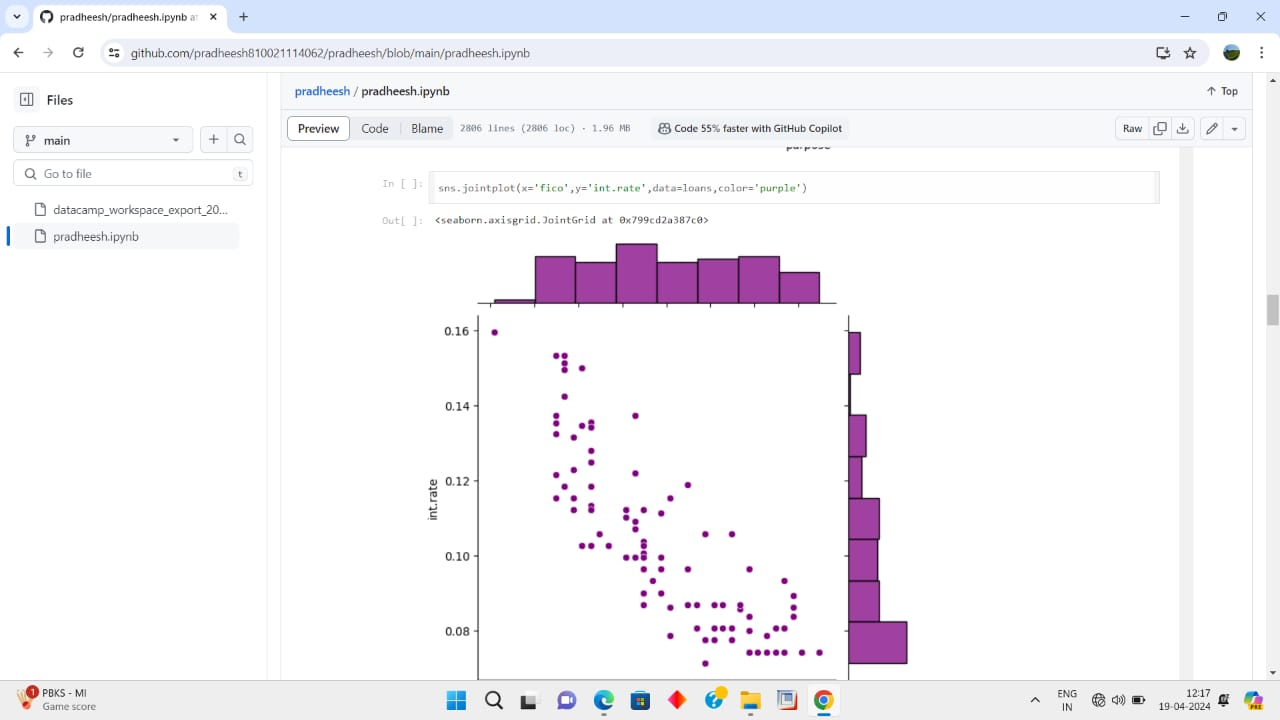 pradheesh/pradheesh.ipynb at
github.com/pradheesh810021114062/pradheesh/blob/main/pradheesh.ipynb
Files
pradheesh / pradheesh.ipynb
Top
main
Preview
Code
Blame
2806 lines (2806 loc) · 1.96 MB
Code 55% faster with GitHub Copilot
Raw
Go to file
t
datacamp_workspace_export_20...
pradheesh.ipynb
purpose
In [ ]:
sns.jointplot(x='fico',y='int.rate',data=loans,color='purple')
Out[ ]:
<seaborn.axisgrid.JointGrid at 0x799cd2a387c0>
0.16
0.14
0.12
0.10
0.08
int.rate
1
PBKS - MI
Game score
ENG
IN
12:17
19-04-2024
PRE